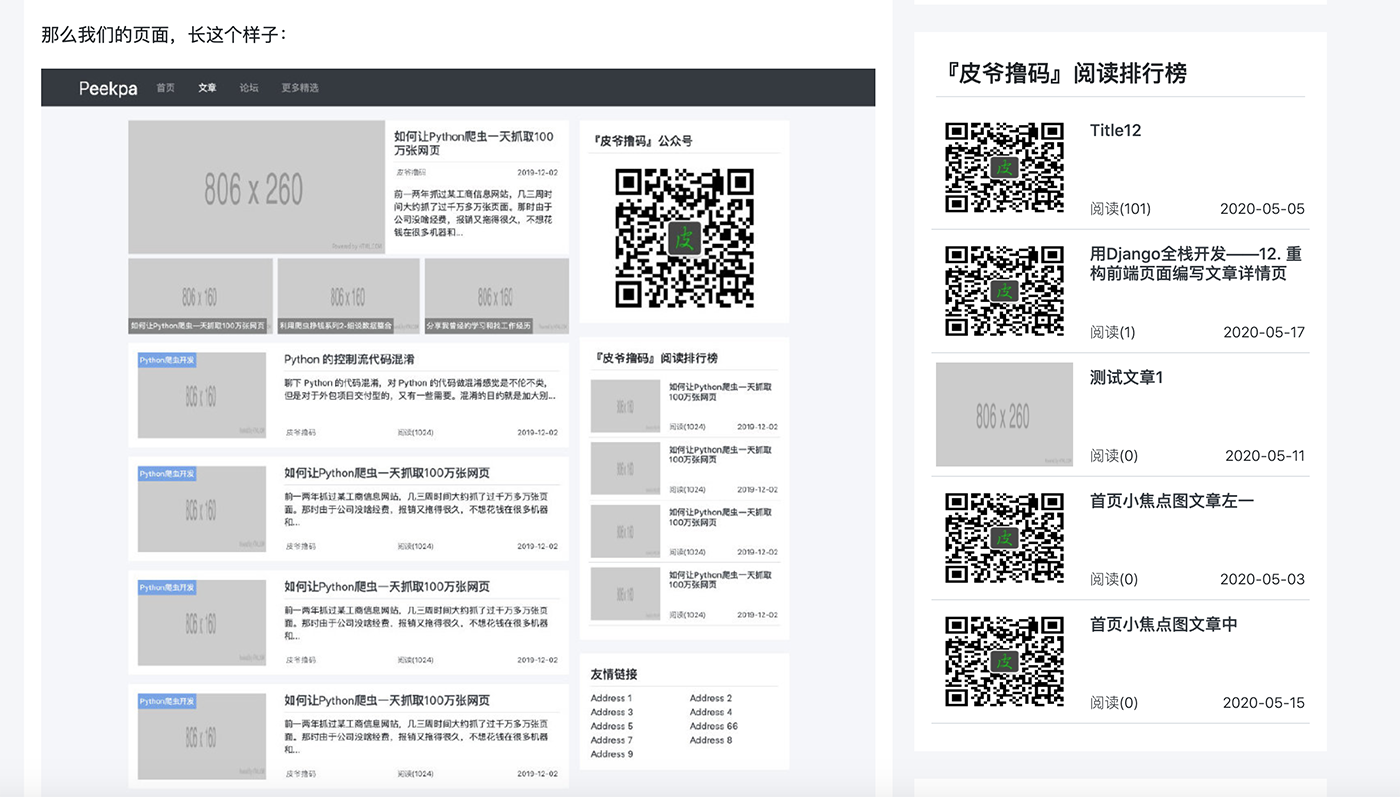 那么我们的页面，长这个样子：
Peekpa 首页 文章 论坛 更多精选
806 x 260
Powered by HTML.COM
如何让Python爬虫一天抓取100
万张网页
皮爷撸码 2019-12-02
前一两年抓过某工商信息网站，几三周时
间大约抓了过千万多万张页面。那时由于
公司没啥经费，报销又拖得很久，不想花
钱在很多机器和...
806 x 160
如何让Python爬虫一天抓取100万张网页
806 x 160
利用爬虫挣钱系列2-细说数据整合
806 x 160
分享我曾经的学习和找工作经历
Python爬虫开发
806 x 160
Python 的控制流代码混淆
聊下 Python 的代码混淆，对 Python 的代码做混淆感觉是不伦不类，
但是对于外包项目交付型的，又有一些需要。混淆的目的就是加大别...
皮爷撸码 阅读(1024) 2019-12-02
Python爬虫开发
806 x 160
如何让Python爬虫一天抓取100万张网页
前一两年抓过某工商信息网站，几三周时间大约抓了过千万多万张页
面。那时由于公司没啥经费，报销又拖得很久，不想花钱在很多机器
和...
皮爷撸码 阅读(1024) 2019-12-02
Python爬虫开发
806 x 160
如何让Python爬虫一天抓取100万张网页
前一两年抓过某工商信息网站，几三周时间大约抓了过千万多万张页
面。那时由于公司没啥经费，报销又拖得很久，不想花钱在很多机器
和...
皮爷撸码 阅读(1024) 2019-12-02
Python爬虫开发
806 x 160
如何让Python爬虫一天抓取100万张网页
前一两年抓过某工商信息网站，几三周时间大约抓了过千万多万张页
面。那时由于公司没啥经费，报销又拖得很久，不想花钱在很多机器
和...
皮爷撸码 阅读(1024) 2019-12-02
『皮爷撸码』公众号
皮
『皮爷撸码』阅读排行榜
806 x 160
如何让Python爬虫一天抓取
100万张网页
阅读(1024) 2019-12-02
806 x 160
如何让Python爬虫一天抓取
100万张网页
阅读(1024) 2019-12-02
806 x 160
如何让Python爬虫一天抓取
100万张网页
阅读(1024) 2019-12-02
806 x 160
如何让Python爬虫一天抓取
100万张网页
阅读(1024) 2019-12-02
友情链接
Address 1 Address 2
Address 3 Address 4
Address 5 Address 66
Address 7 Address 8
Address 9
『皮爷撸码』阅读排行榜
皮
Title12
阅读(101) 2020-05-05
皮
用Django全栈开发——12. 重
构前端页面编写文章详情页
阅读(1) 2020-05-17
806 x 260
测试文章1
阅读(0) 2020-05-11
皮
首页小焦点图文章左一
阅读(0) 2020-05-03
皮
首页小焦点图文章中
阅读(0) 2020-05-15